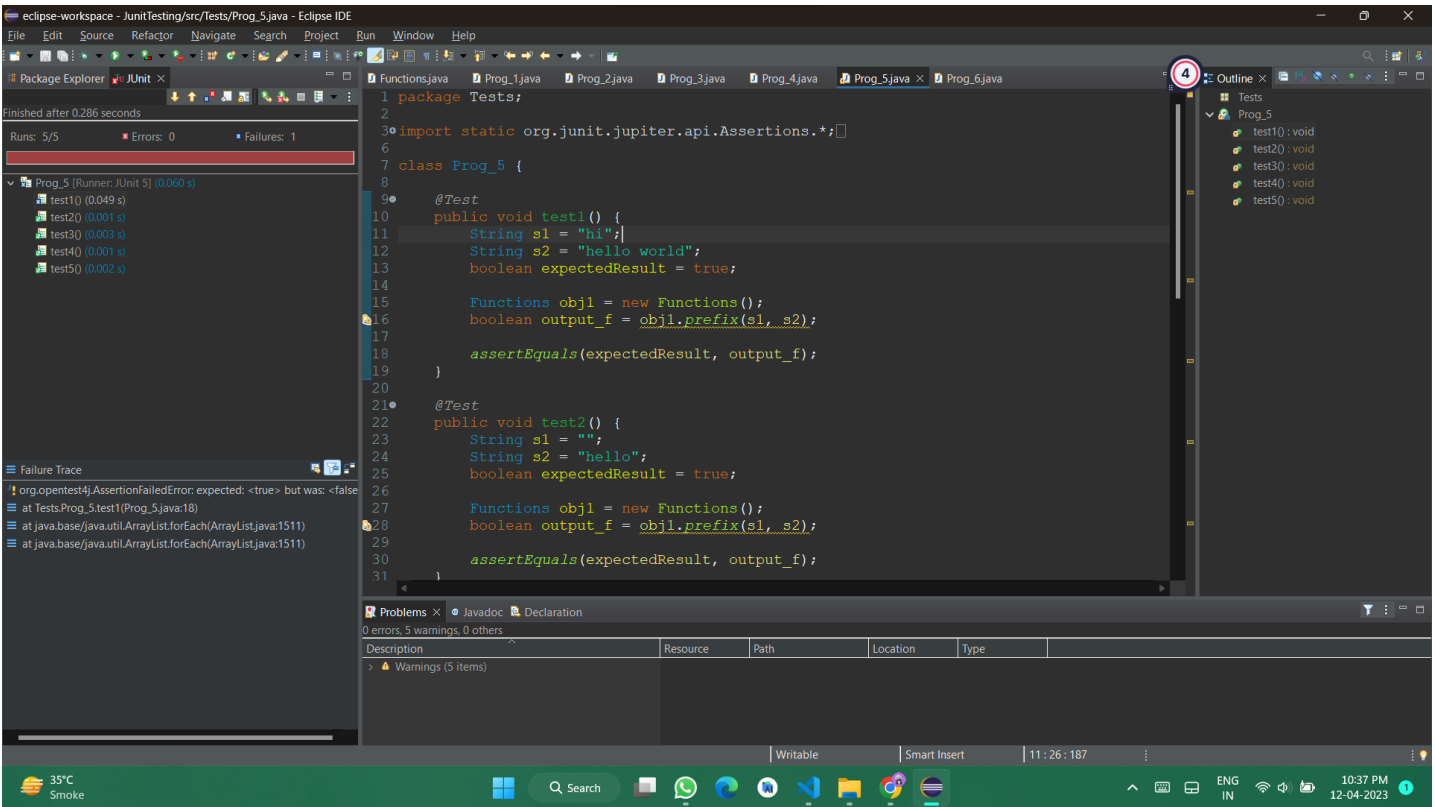 eclipse-workspace - JunitTesting/src/Tests/Prog_5.java - Eclipse IDE
File Edit Source Refactor Navigate Search Project Run Window Help
Package Explorer JUnit
Finished after 0.286 seconds
Runs: 5/5 Errors: 0 Failures: 1
Prog_5 [Runner: JUnit 5] (0.060 s)
test1() (0.049 s)
test2() (0.001 s)
test3() (0.003 s)
test4() (0.001 s)
test5() (0.002 s)
Failure Trace
org.opentest4j.AssertionFailedError: expected: <true> but was: <false
at Tests.Prog_5.test1(Prog_5.java:18)
at java.base/java.util.ArrayList.forEach(ArrayList.java:1511)
at java.base/java.util.ArrayList.forEach(ArrayList.java:1511)
Functions.java Prog_1.java Prog_2.java Prog_3.java Prog_4.java Prog_5.java Prog_6.java
1 package Tests;
2
3 import static org.junit.jupiter.api.Assertions.*;
6
7 class Prog_5 {
8
9 @Test
10 public void test1() {
11 String s1 = "hi";
12 String s2 = "hello world";
13 boolean expectedResult = true;
14
15 Functions obj1 = new Functions();
16 boolean output_f = obj1.prefix(s1, s2);
17
18 assertEquals(expectedResult, output_f);
19 }
20
21 @Test
22 public void test2() {
23 String s1 = "";
24 String s2 = "hello";
25 boolean expectedResult = true;
26
27 Functions obj1 = new Functions();
28 boolean output_f = obj1.prefix(s1, s2);
29
30 assertEquals(expectedResult, output_f);
31 }
4
Outline
Tests
Prog_5
test1() : void
test2() : void
test3() : void
test4() : void
test5() : void
Problems Javadoc Declaration
0 errors, 5 warnings, 0 others
Description Resource Path Location Type
Warnings (5 items)
Writable Smart Insert 11 : 26 : 187
35°C
Smoke
Search
ENG
IN
10:37 PM
12-04-2023
1